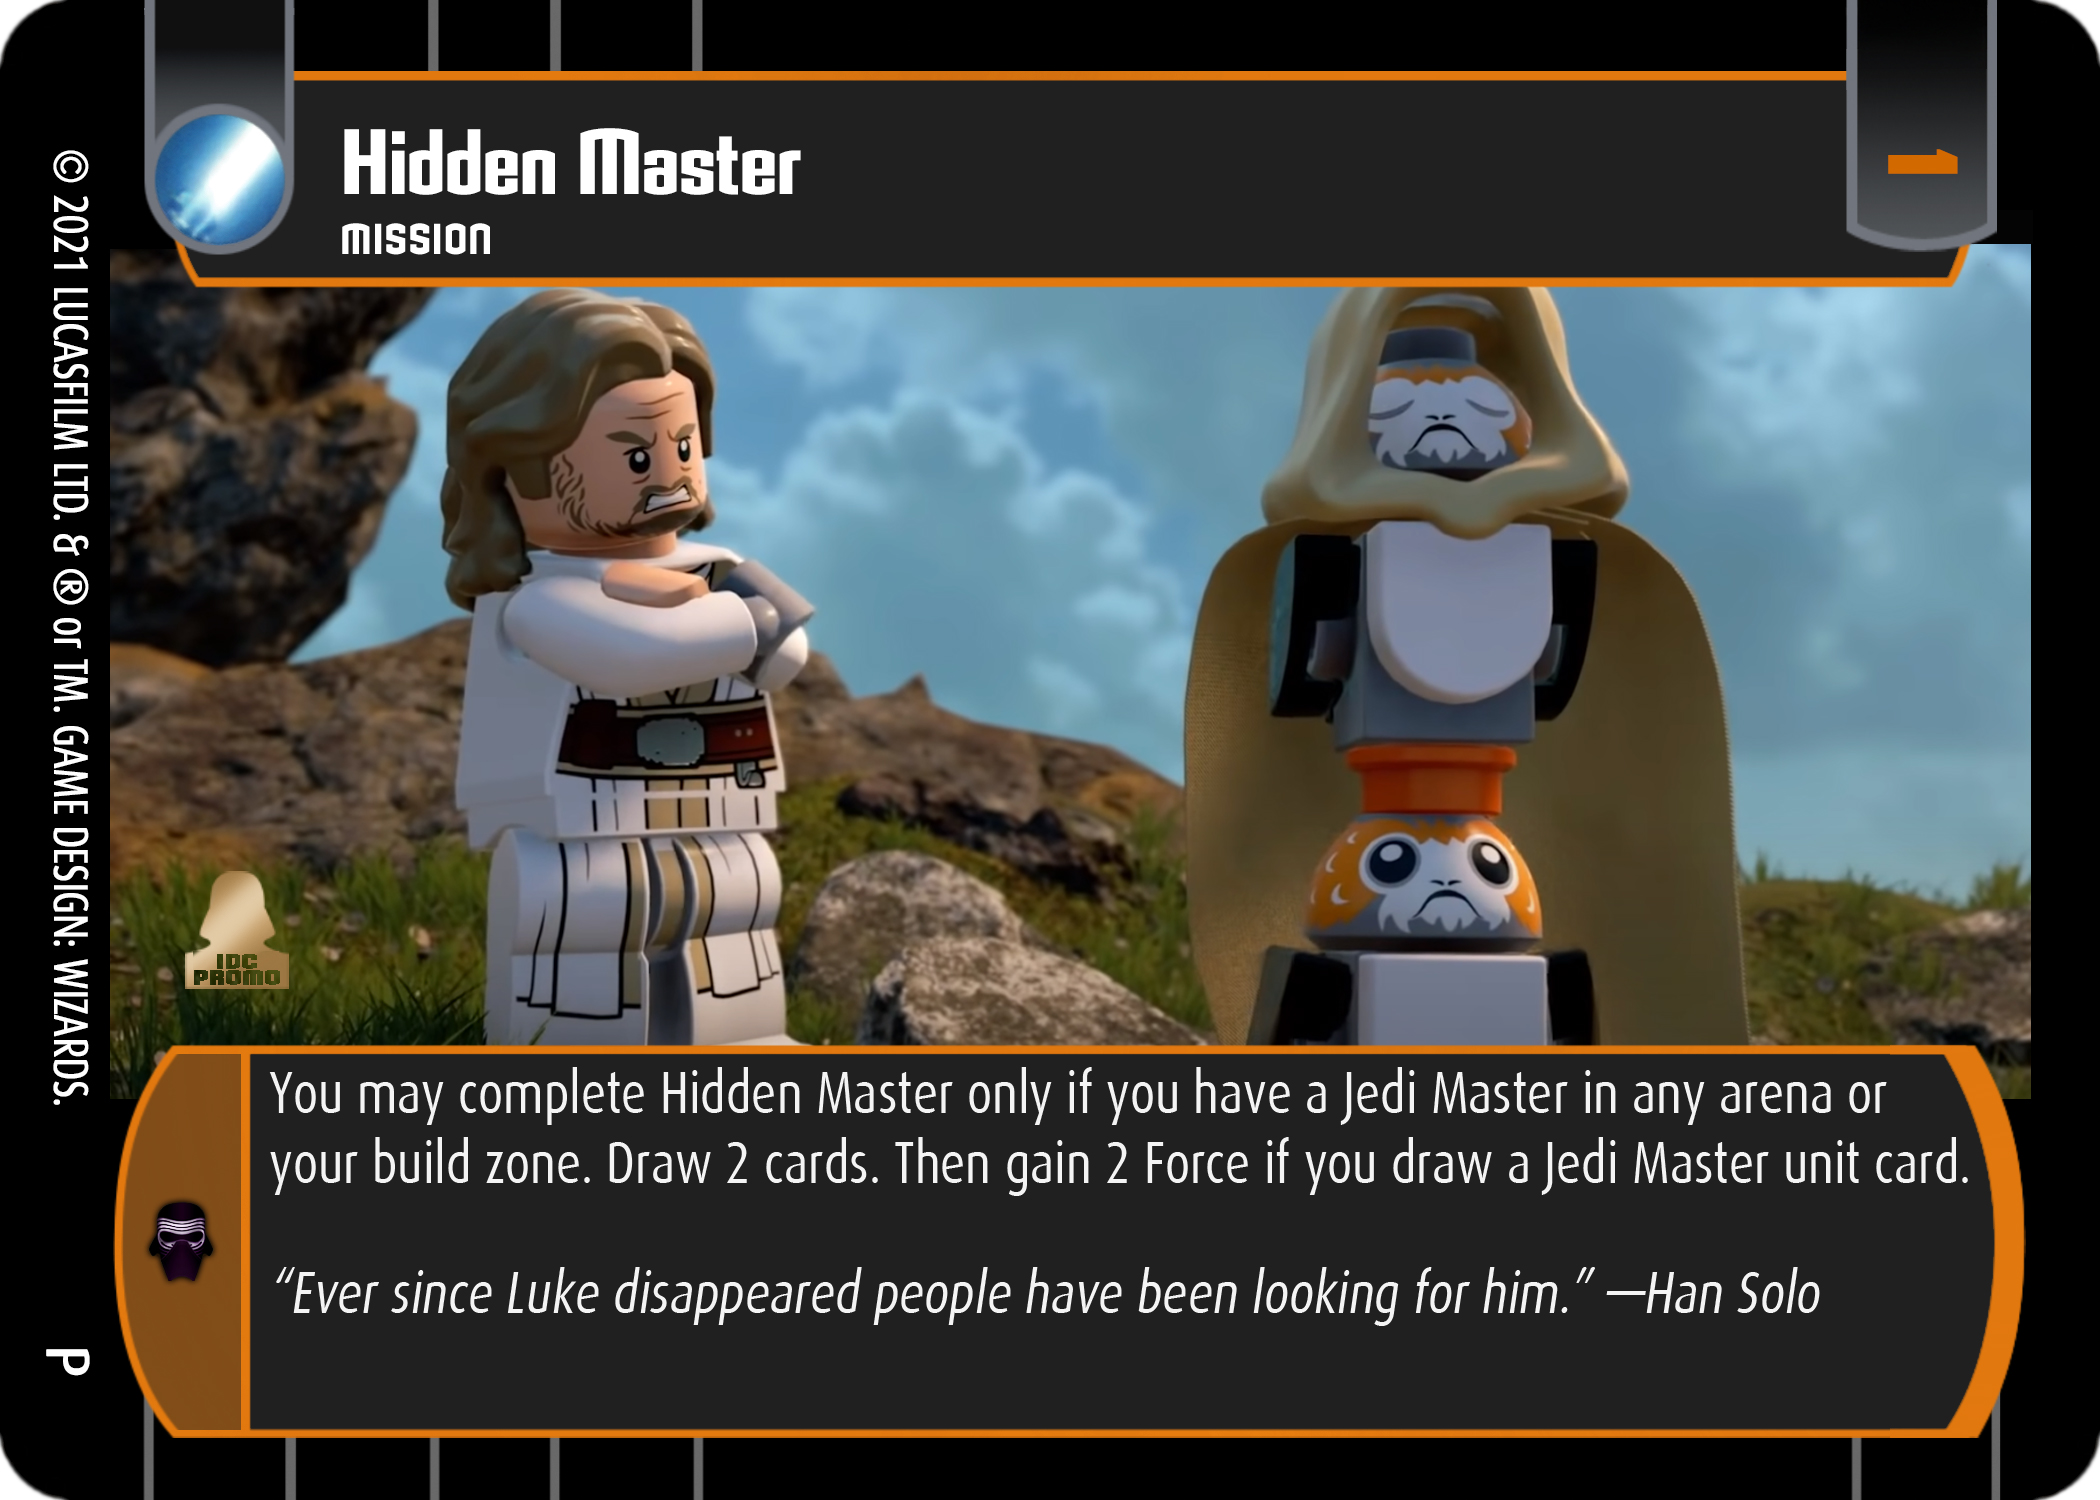 Hidden Master
MISSION
1
© 2021 LUCASFILM LTD. & ® or TM. GAME DESIGN: WIZARDS.
IDC
PROMO
You may complete Hidden Master only if you have a Jedi Master in any arena or
your build zone. Draw 2 cards. Then gain 2 Force if you draw a Jedi Master unit card.
“Ever since Luke disappeared people have been looking for him.” —Han Solo
P